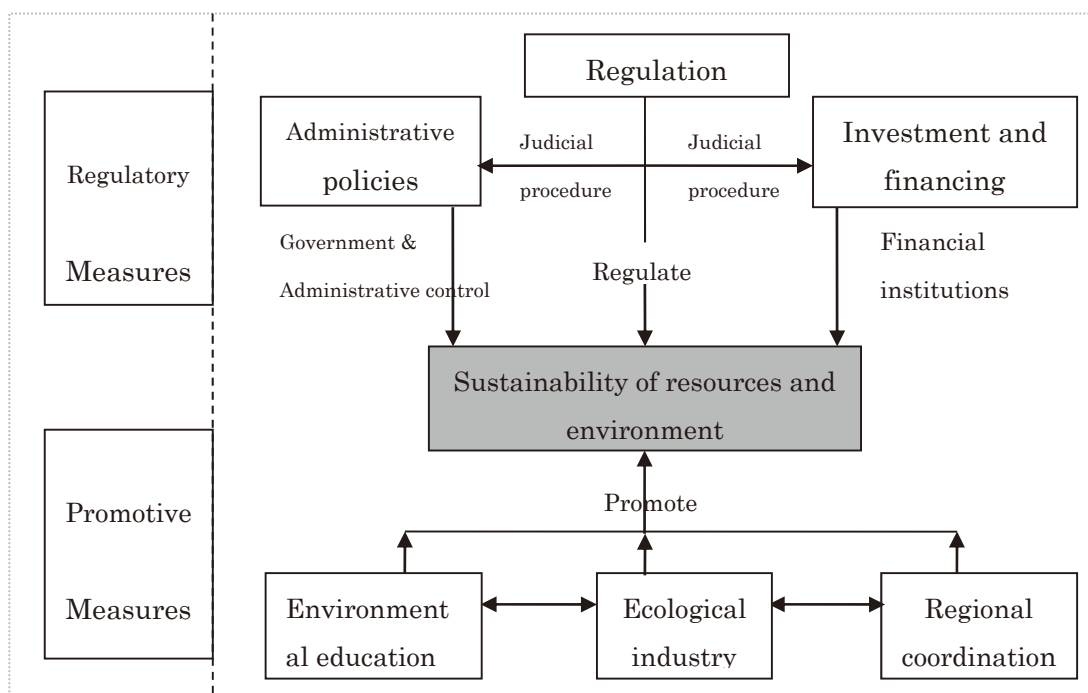 Regulation
Regulatory
Measures
Administrative
policies
Judicial
procedure
Judicial
procedure
Investment and
financing
Government &
Administrative control
Regulate
Financial
institutions
Sustainability of resources and
environment
Promotive
Measures
Promote
Environment
al education
Ecological
industry
Regional
coordination